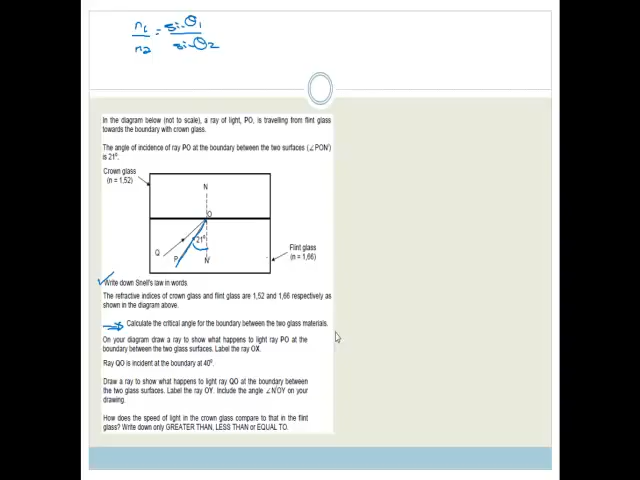 n1/n2 = sinθ1/sinθ2
In the diagram below (not to scale), a ray of light, PO, is travelling from flint glass
towards the boundary with crown glass.
The angle of incidence of ray PO at the boundary between the two surfaces (∠PON')
is 21⁰.
Crown glass
(n = 1,52)
N
O
21⁰
Q
P
N'
Flint glass
(n = 1,66)
Write down Snell's law in words.
The refractive indices of crown glass and flint glass are 1,52 and 1,66 respectively as
shown in the diagram above.
Calculate the critical angle for the boundary between the two glass materials.
On your diagram draw a ray to show what happens to light ray PO at the
boundary between the two glass surfaces. Label the ray OX.
Ray QO is incident at the boundary at 40⁰.
Draw a ray to show what happens to light ray QO at the boundary between
the two glass surfaces. Label the ray OY. Include the angle ∠N'OY on your
drawing.
How does the speed of light in the crown glass compare to that in the flint
glass? Write down only GREATER THAN, LESS THAN or EQUAL TO.